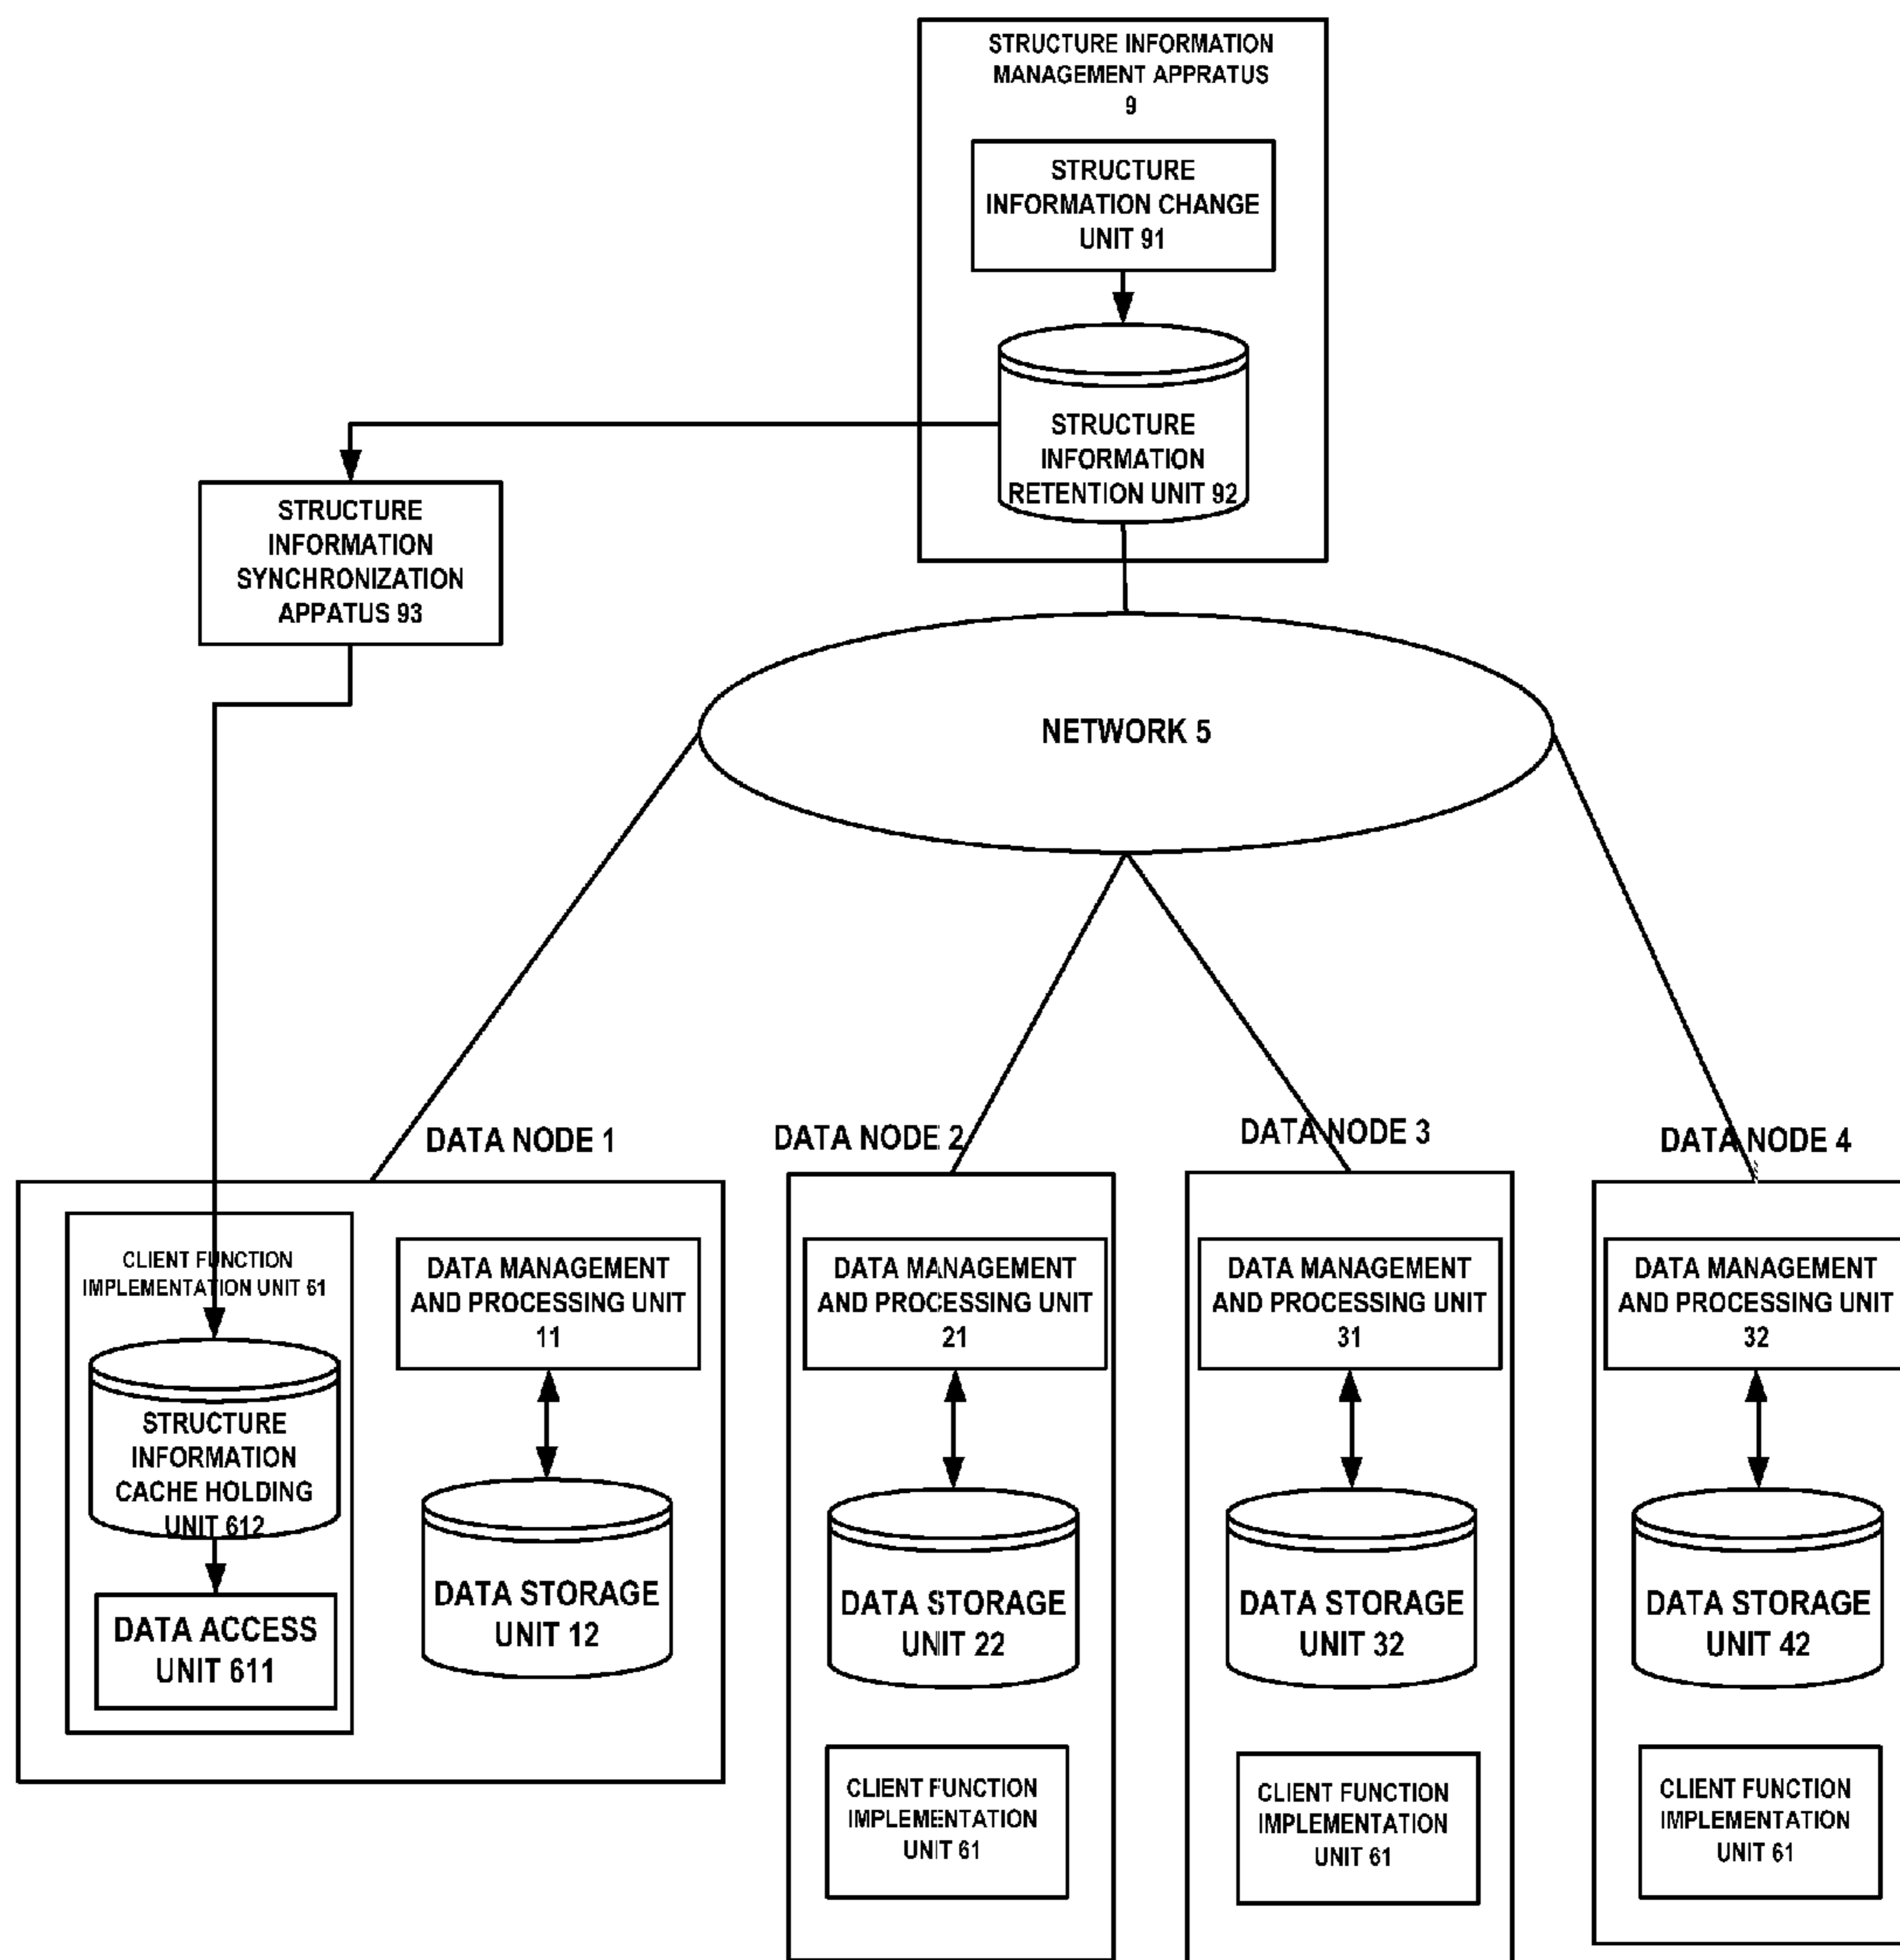 STRUCTURE INFORMATION
MANAGEMENT APPRATUS
9
STRUCTURE
INFORMATION CHANGE
UNIT 91
STRUCTURE
INFORMATION
RETENTION UNIT 92
STRUCTURE
INFORMATION
SYNCHRONIZATION
APPATUS 93
NETWORK 5
DATA NODE 1
CLIENT FUNCTION
IMPLEMENTATION UNIT 61
STRUCTURE
INFORMATION
CACHE HOLDING
UNIT 612
DATA ACCESS
UNIT 611
DATA MANAGEMENT
AND PROCESSING UNIT
11
DATA STORAGE
UNIT 12
DATA NODE 2
DATA MANAGEMENT
AND PROCESSING UNIT
21
DATA STORAGE
UNIT 22
CLIENT FUNCTION
IMPLEMENTATION
UNIT 61
DATA NODE 3
DATA MANAGEMENT
AND PROCESSING UNIT
31
DATA STORAGE
UNIT 32
CLIENT FUNCTION
IMPLEMENTATION
UNIT 61
DATA NODE 4
DATA MANAGEMENT
AND PROCESSING UNIT
32
DATA STORAGE
UNIT 42
CLIENT FUNCTION
IMPLEMENTATION
UNIT 61